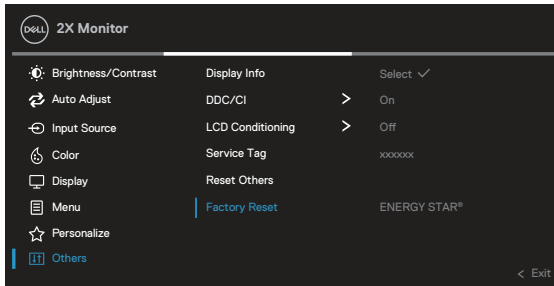 DELL 2X Monitor
Brightness/Contrast Display Info Select ✓
Auto Adjust DDC/CI > On
Input Source LCD Conditioning > Off
Color Service Tag xxxxxx
Display Reset Others
Menu Factory Reset ENERGY STAR®
Personalize
Others
< Exit